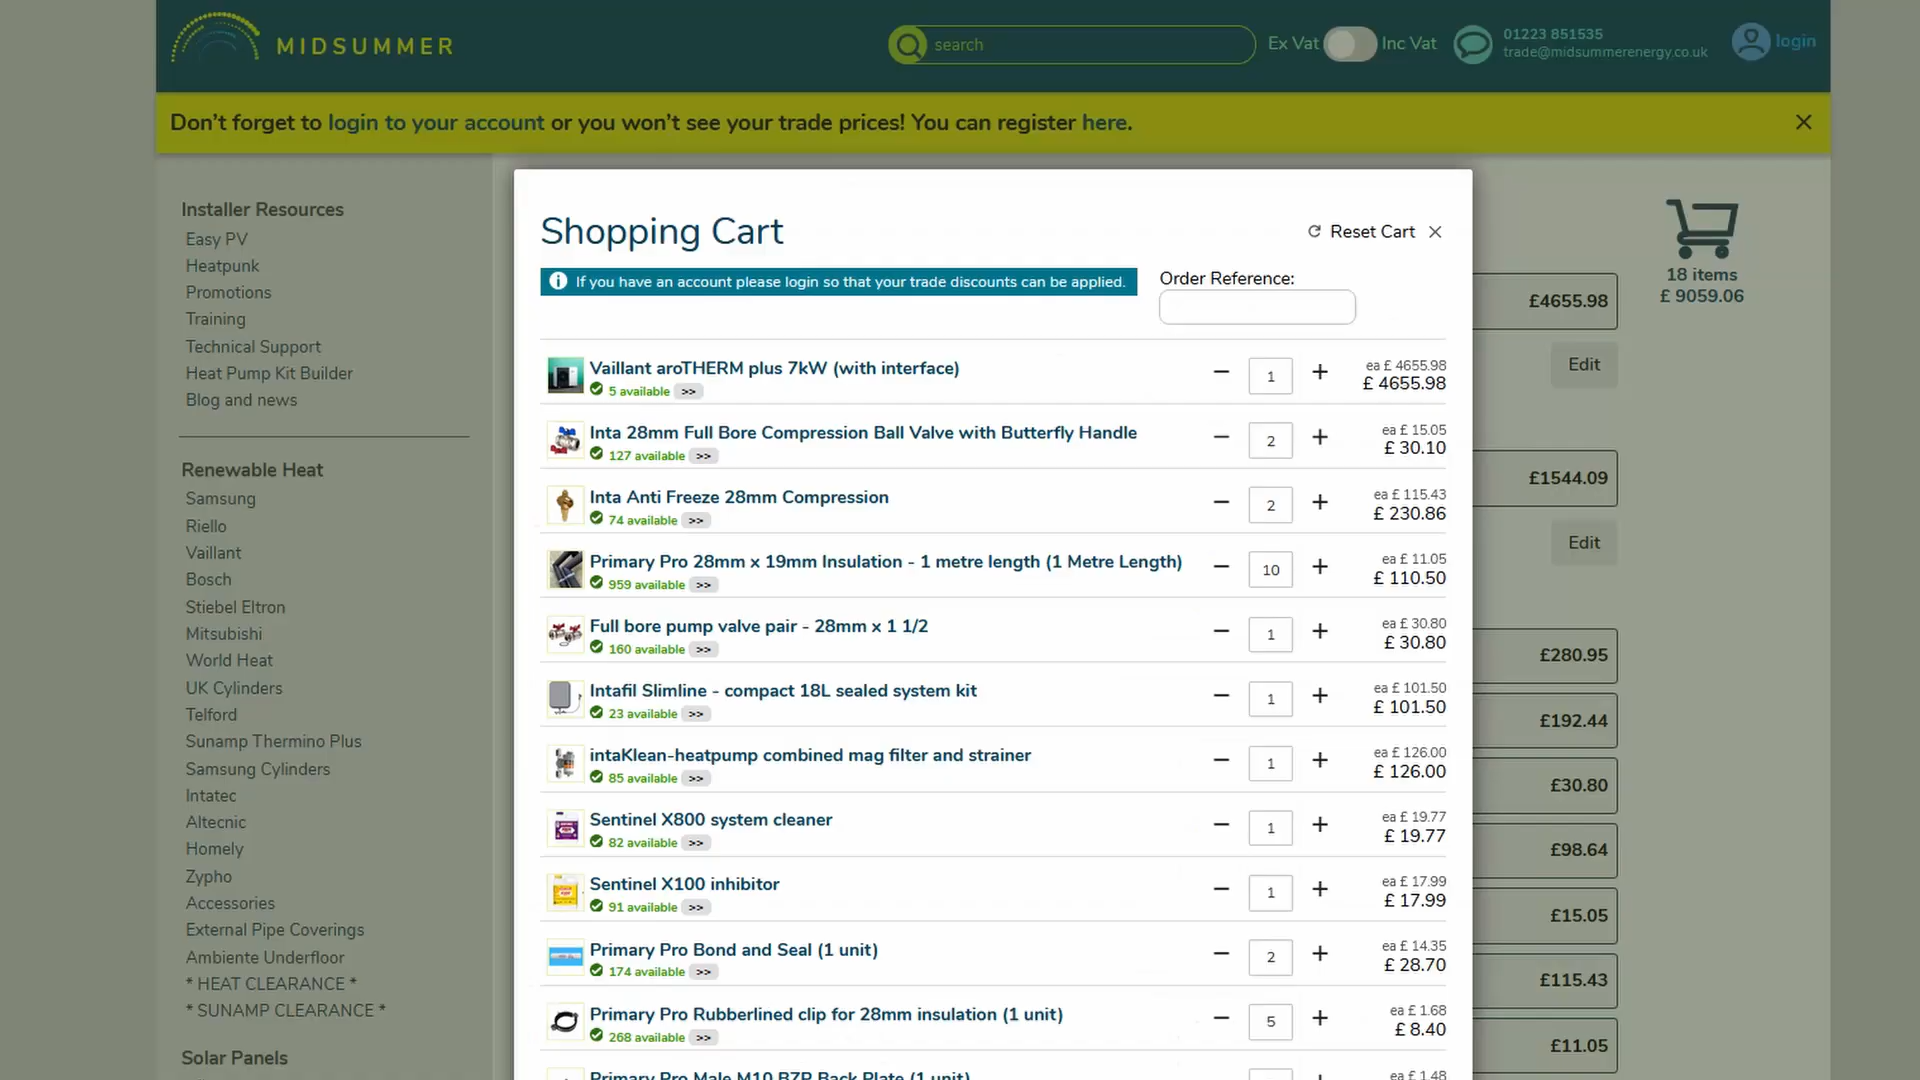 MIDSUMMER
search
Ex Vat
Inc Vat
01223 851535
trade@midsummerenergy.co.uk
login
Don't forget to login to your account or you won't see your trade prices! You can register here.
Installer Resources
Easy PV
Heatpunk
Promotions
Training
Technical Support
Heat Pump Kit Builder
Blog and news
Renewable Heat
Samsung
Riello
Vaillant
Bosch
Stiebel Eltron
Mitsubishi
World Heat
UK Cylinders
Telford
Sunamp Thermino Plus
Samsung Cylinders
Intatec
Altecnic
Homely
Zypho
Accessories
External Pipe Coverings
Ambiente Underfloor
* HEAT CLEARANCE *
* SUNAMP CLEARANCE *
Solar Panels
Shopping Cart
Reset Cart
If you have an account please login so that your trade discounts can be applied.
Order Reference:
Vaillant aroTHERM plus 7kW (with interface)
5 available >>
1
ea £ 4655.98
£ 4655.98
Inta 28mm Full Bore Compression Ball Valve with Butterfly Handle
127 available >>
2
ea £ 15.05
£ 30.10
Inta Anti Freeze 28mm Compression
74 available >>
2
ea £ 115.43
£ 230.86
Primary Pro 28mm x 19mm Insulation - 1 metre length (1 Metre Length)
959 available >>
10
ea £ 11.05
£ 110.50
Full bore pump valve pair - 28mm x 1 1/2
160 available >>
1
ea £ 30.80
£ 30.80
Intafil Slimline - compact 18L sealed system kit
23 available >>
1
ea £ 101.50
£ 101.50
intaKlean-heatpump combined mag filter and strainer
85 available >>
1
ea £ 126.00
£ 126.00
Sentinel X800 system cleaner
82 available >>
1
ea £ 19.77
£ 19.77
Sentinel X100 inhibitor
91 available >>
1
ea £ 17.99
£ 17.99
Primary Pro Bond and Seal (1 unit)
174 available >>
2
ea £ 14.35
£ 28.70
Primary Pro Rubberlined clip for 28mm insulation (1 unit)
268 available >>
5
ea £ 1.68
£ 8.40
Primary Pro Male M10 BZP Back Plate (1 unit)
ea £ 1.48
£4655.98
Edit
£1544.09
Edit
£280.95
£192.44
£30.80
£98.64
£15.05
£115.43
£11.05
18 items
£ 9059.06